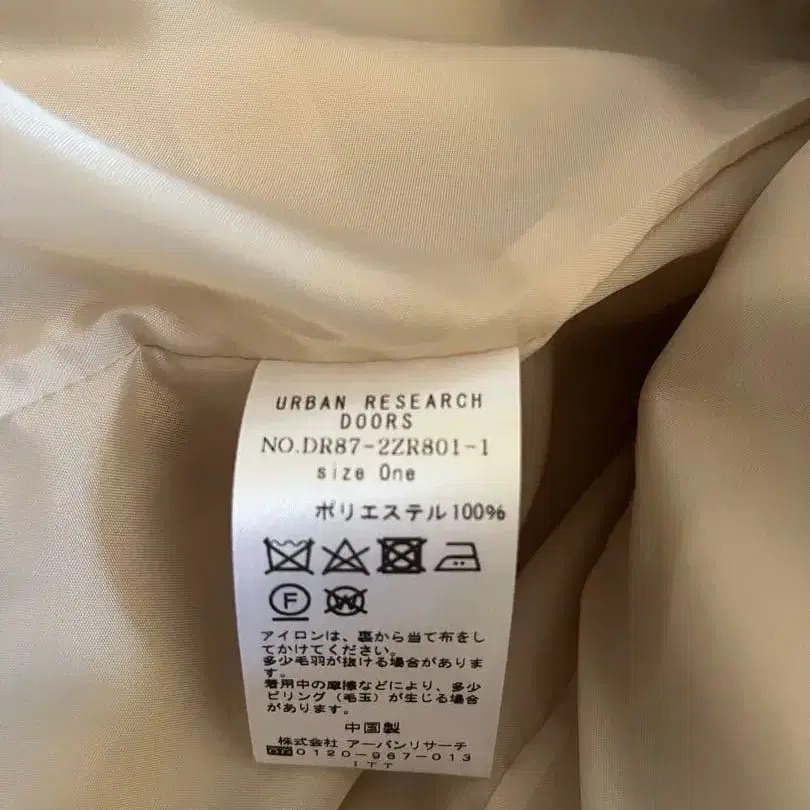 URBAN RESEARCH
DOORS
NO.DR87-2ZR801-1
size One
ポリエステル100%
F
W
アイロンは、裏から当て布をし
てかけてください。
多少毛羽が抜ける場合がありま
す。
着用中の摩擦などにより、多少
ピリング（毛玉）が生じる場合
があります。
中国製
株式会社 アーバンリサーチ
0120-967-013
ITT